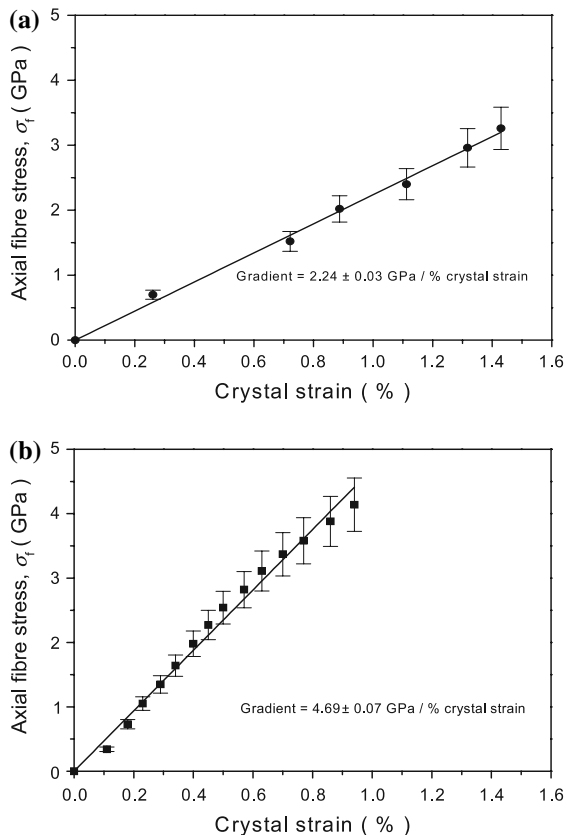 (a)
5
4
3
2
1
0
Axial fibre stress, σf ( GPa )
Gradient = 2.24 ± 0.03 GPa / % crystal strain
0.0 0.2 0.4 0.6 0.8 1.0 1.2 1.4 1.6
Crystal strain ( % )
(b)
5
4
3
2
1
0
Axial fibre stress, σf ( GPa )
Gradient = 4.69± 0.07 GPa / % crystal strain
0.0 0.2 0.4 0.6 0.8 1.0 1.2 1.4 1.6
Crystal strain ( % )